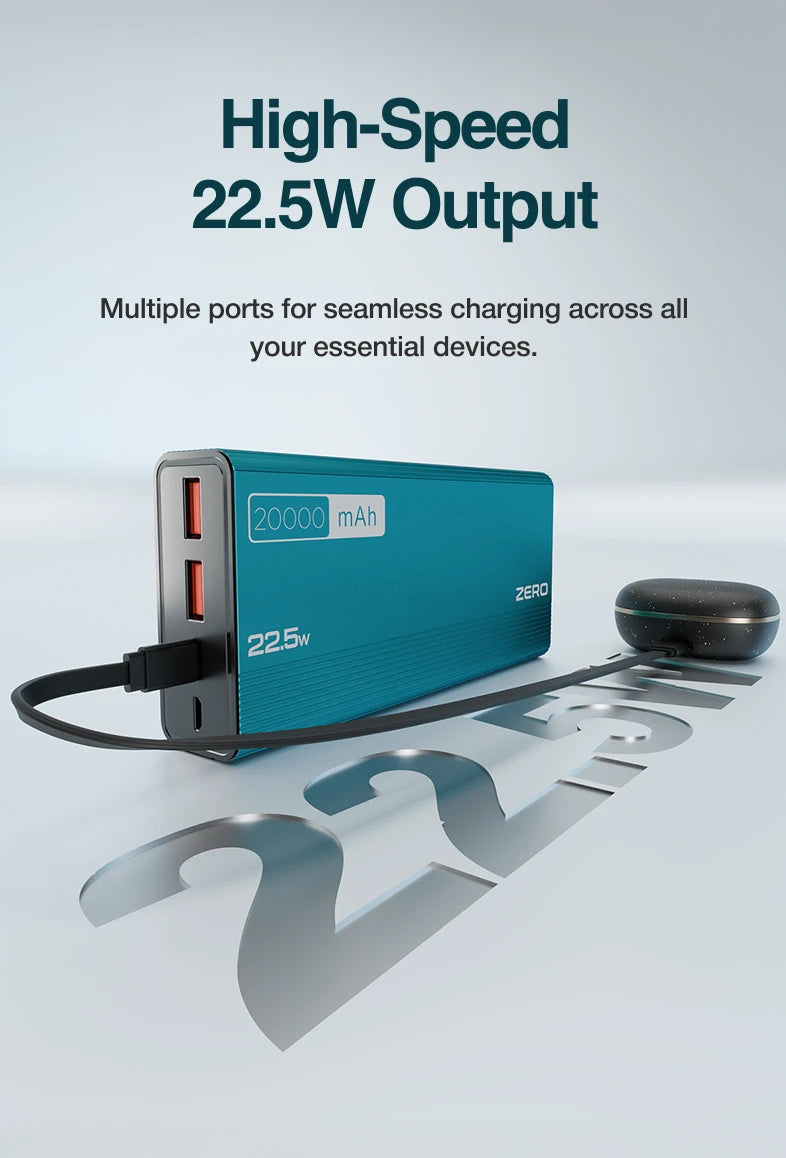 High-Speed
22.5W Output
Multiple ports for seamless charging across all
your essential devices.
20000 mAh
ZERO
22.5W
22.5W